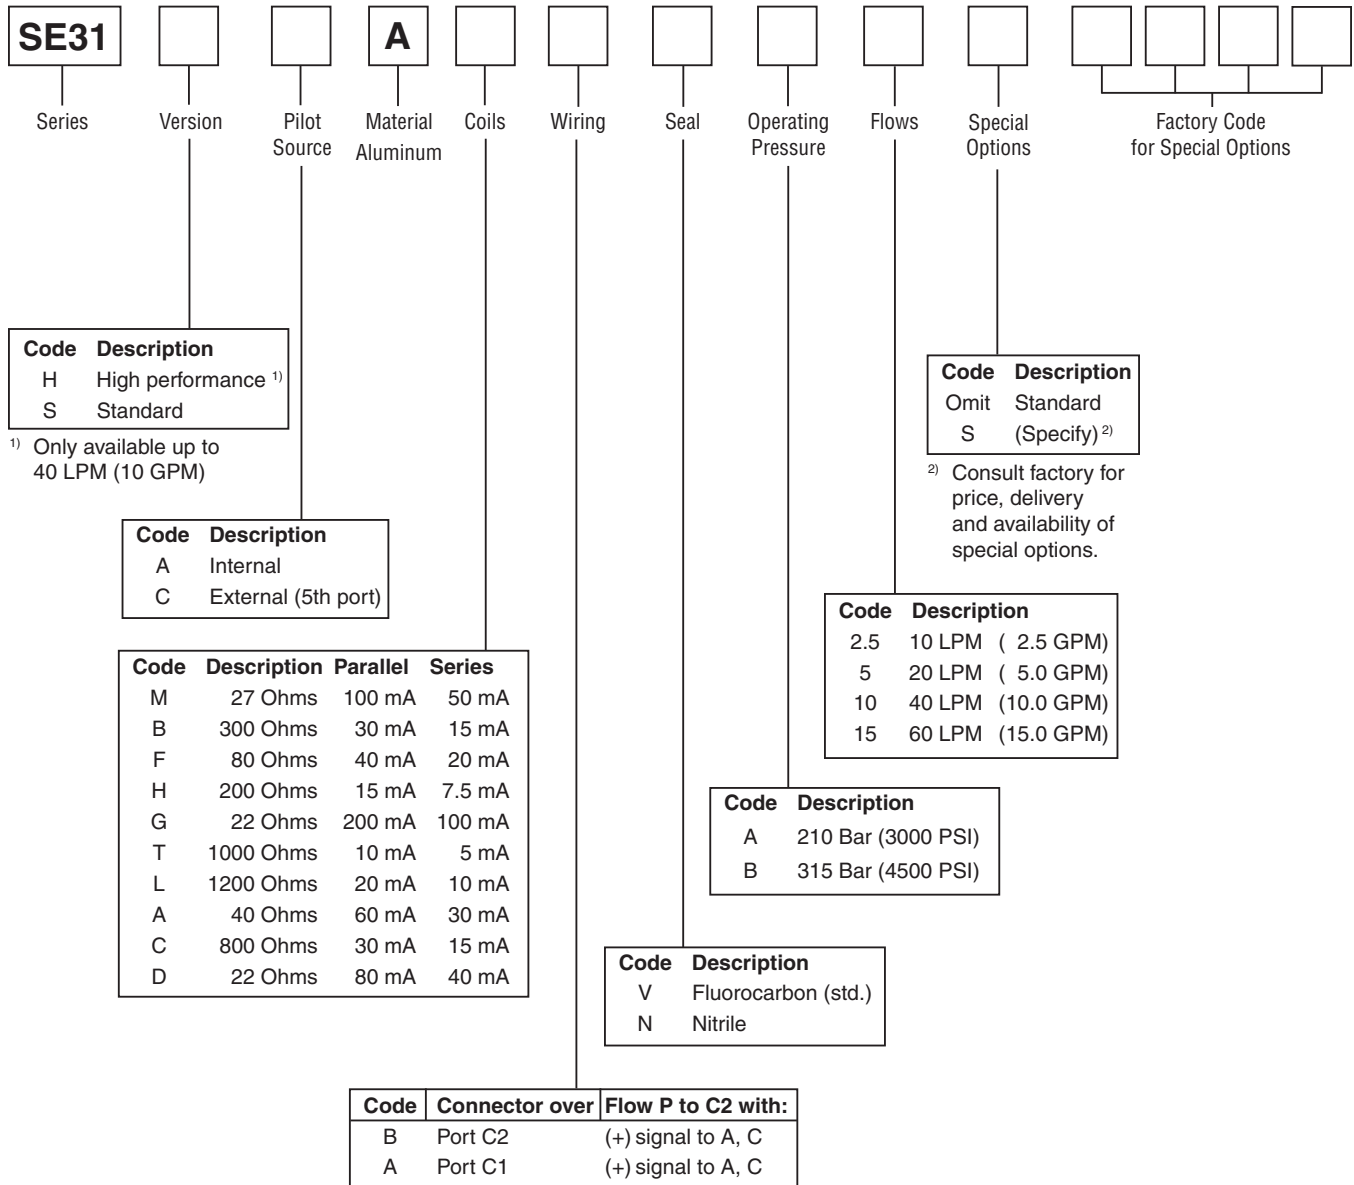 SE31 A
Series Version Pilot Source Material Aluminum Coils Wiring Seal Operating Pressure Flows Special Options Factory Code for Special Options
Code Description
H High performance 1)
S Standard
1) Only available up to
40 LPM (10 GPM)
Code Description
Omit Standard
S (Specify) 2)
2) Consult factory for
price, delivery
and availability of
special options.
Code Description
A Internal
C External (5th port)
Code Description
2.5 10 LPM ( 2.5 GPM)
5 20 LPM ( 5.0 GPM)
10 40 LPM (10.0 GPM)
15 60 LPM (15.0 GPM)
Code Description Parallel Series
M 27 Ohms 100 mA 50 mA
B 300 Ohms 30 mA 15 mA
F 80 Ohms 40 mA 20 mA
H 200 Ohms 15 mA 7.5 mA
G 22 Ohms 200 mA 100 mA
T 1000 Ohms 10 mA 5 mA
L 1200 Ohms 20 mA 10 mA
A 40 Ohms 60 mA 30 mA
C 800 Ohms 30 mA 15 mA
D 22 Ohms 80 mA 40 mA
Code Description
A 210 Bar (3000 PSI)
B 315 Bar (4500 PSI)
Code Description
V Fluorocarbon (std.)
N Nitrile
Code Connector over Flow P to C2 with:
B Port C2 (+) signal to A, C
A Port C1 (+) signal to A, C